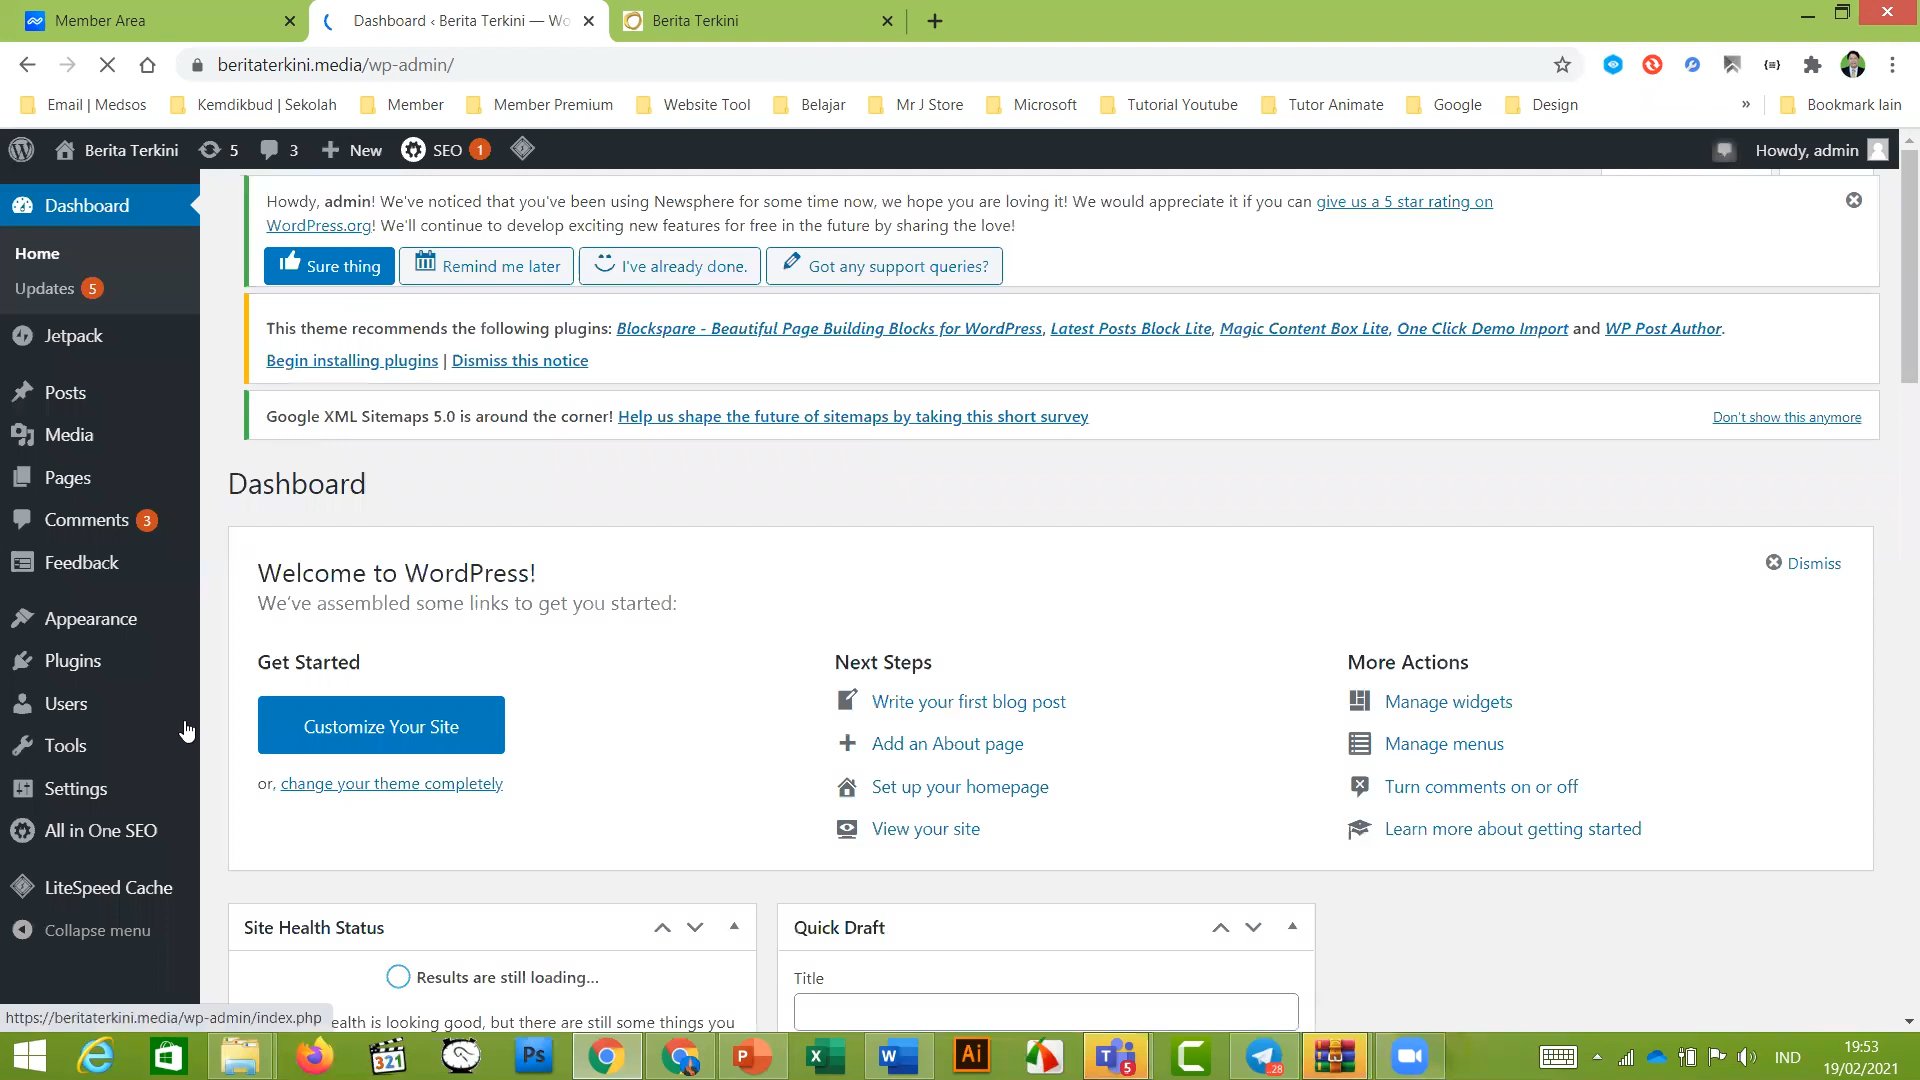 Member Area
Dashboard ‹ Berita Terkini — Wo
Berita Terkini
beritaterkini.media/wp-admin/
Email | Medsos
Kemdikbud | Sekolah
Member
Member Premium
Website Tool
Belajar
Mr J Store
Microsoft
Tutorial Youtube
Tutor Animate
Google
Design
»
Bookmark lain
Berita Terkini
5
3
New
SEO 1
Howdy, admin
Dashboard
Home
Updates 5
Jetpack
Posts
Media
Pages
Comments 3
Feedback
Appearance
Plugins
Users
Tools
Settings
All in One SEO
LiteSpeed Cache
Collapse menu
Howdy, admin! We've noticed that you've been using Newsphere for some time now, we hope you are loving it! We would appreciate it if you can give us a 5 star rating on
WordPress.org! We'll continue to develop exciting new features for free in the future by sharing the love!
Sure thing
Remind me later
I've already done.
Got any support queries?
This theme recommends the following plugins: Blockspare - Beautiful Page Building Blocks for WordPress, Latest Posts Block Lite, Magic Content Box Lite, One Click Demo Import and WP Post Author.
Begin installing plugins | Dismiss this notice
Google XML Sitemaps 5.0 is around the corner! Help us shape the future of sitemaps by taking this short survey
Don't show this anymore
Dashboard
Welcome to WordPress!
Dismiss
We've assembled some links to get you started:
Get Started
Customize Your Site
or, change your theme completely
Next Steps
Write your first blog post
Add an About page
Set up your homepage
View your site
More Actions
Manage widgets
Manage menus
Turn comments on or off
Learn more about getting started
Site Health Status
Results are still loading...
ealth is looking good, but there are still some things you
Quick Draft
Title
https://beritaterkini.media/wp-admin/index.php
321
Ps
P
X
W
Ai
T 5
C
28
IND
19:53
19/02/2021